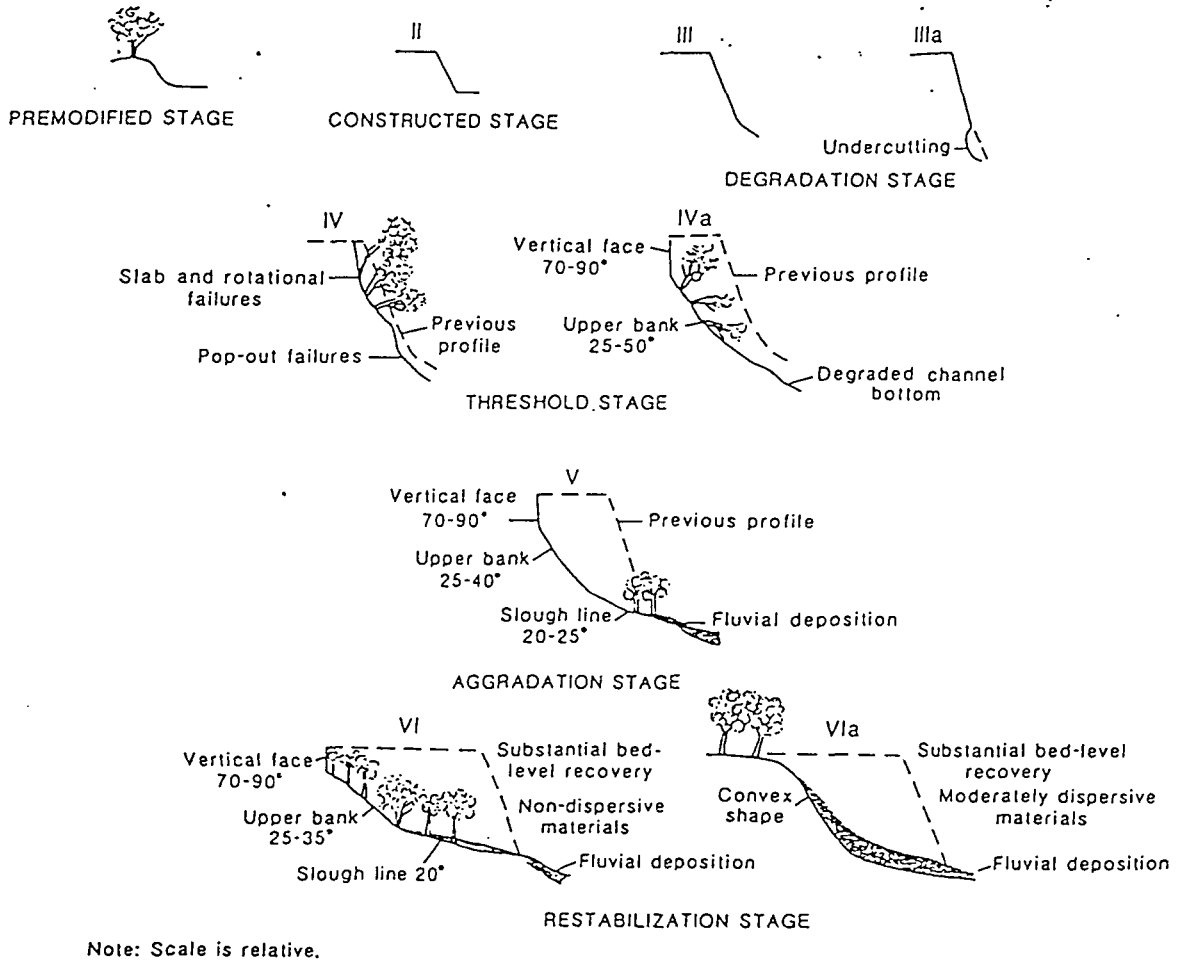 II
III
IIIa
PREMODIFIED STAGE
CONSTRUCTED STAGE
Undercutting
DEGRADATION STAGE
IV
Slab and rotational
failures
Previous
profile
Pop-out failures
IVa
Vertical face
70-90°
Previous profile
Upper bank
25-50°
Degraded channel
bottom
THRESHOLD STAGE
V
Vertical face
70-90°
Previous profile
Upper bank
25-40°
Slough line
20-25°
Fluvial deposition
AGGRADATION STAGE
VI
Vertical face
70-90°
Substantial bed-
level recovery
Upper bank
25-35°
Non-dispersive
materials
Slough line 20°
Fluvial deposition
VIa
Substantial bed-level
recovery
Convex
shape
Moderately dispersive
materials
Fluvial deposition
RESTABILIZATION STAGE
Note: Scale is relative.